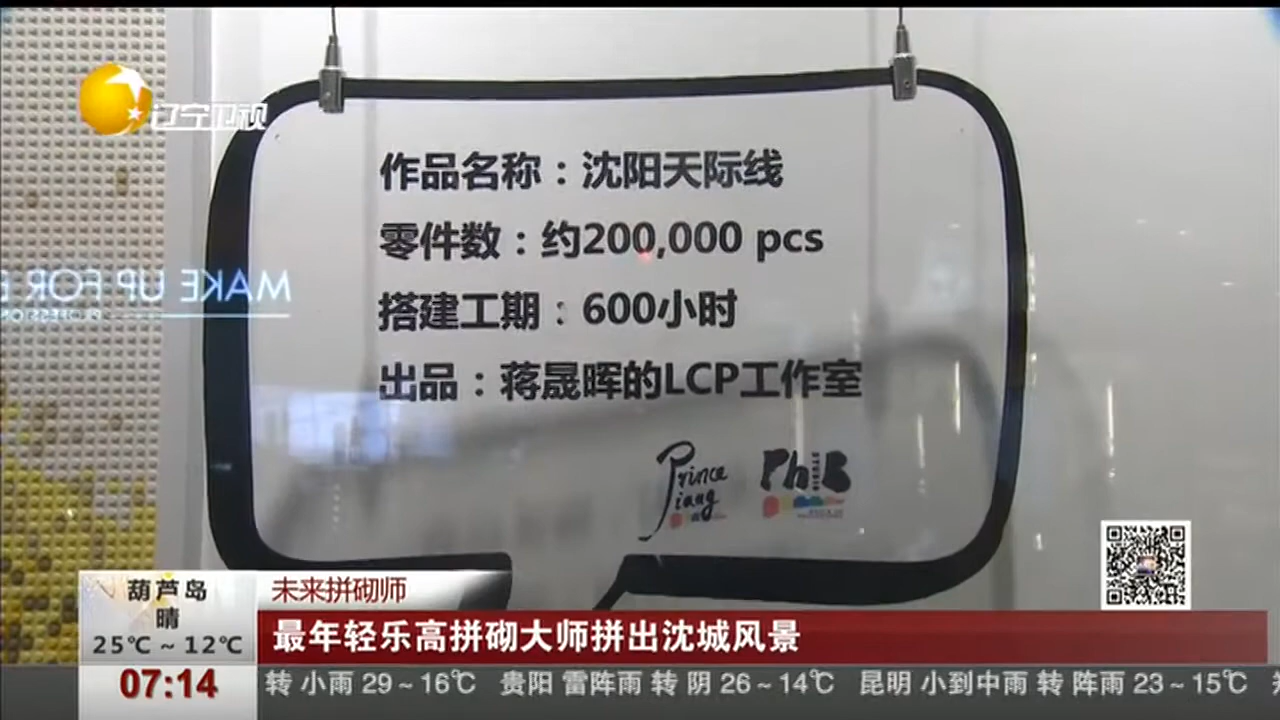 辽宁卫视
作品名称：沈阳天际线
零件数：约200,000 pcs
搭建工期：600小时
出品：蒋晟晖的LCP工作室
MAKE UP FOR
Prince Jiang
PhB
STUDIO
葫芦岛
晴
25℃～12℃
07:14
未来拼砌师
最年轻乐高拼砌大师拼出沈城风景
转 小雨 29～16℃ 贵阳 雷阵雨 转 阴 26～14℃ 昆明 小到中雨 转 阵雨 23～15℃